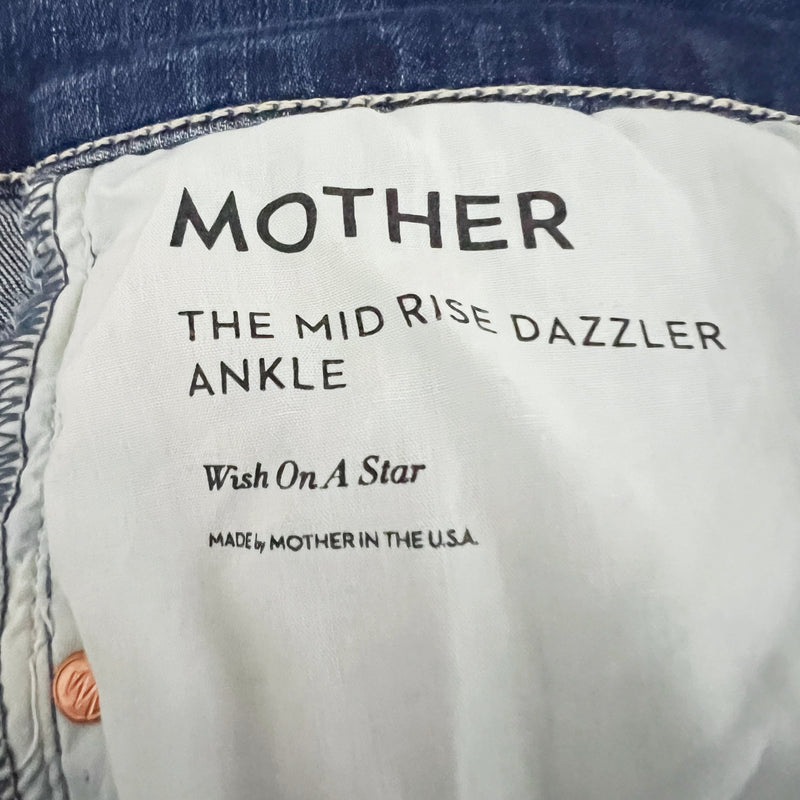 MOTHER
THE MID RISE DAZZLER
ANKLE
Wish On A Star
MADE by MOTHER IN THE U.S.A.